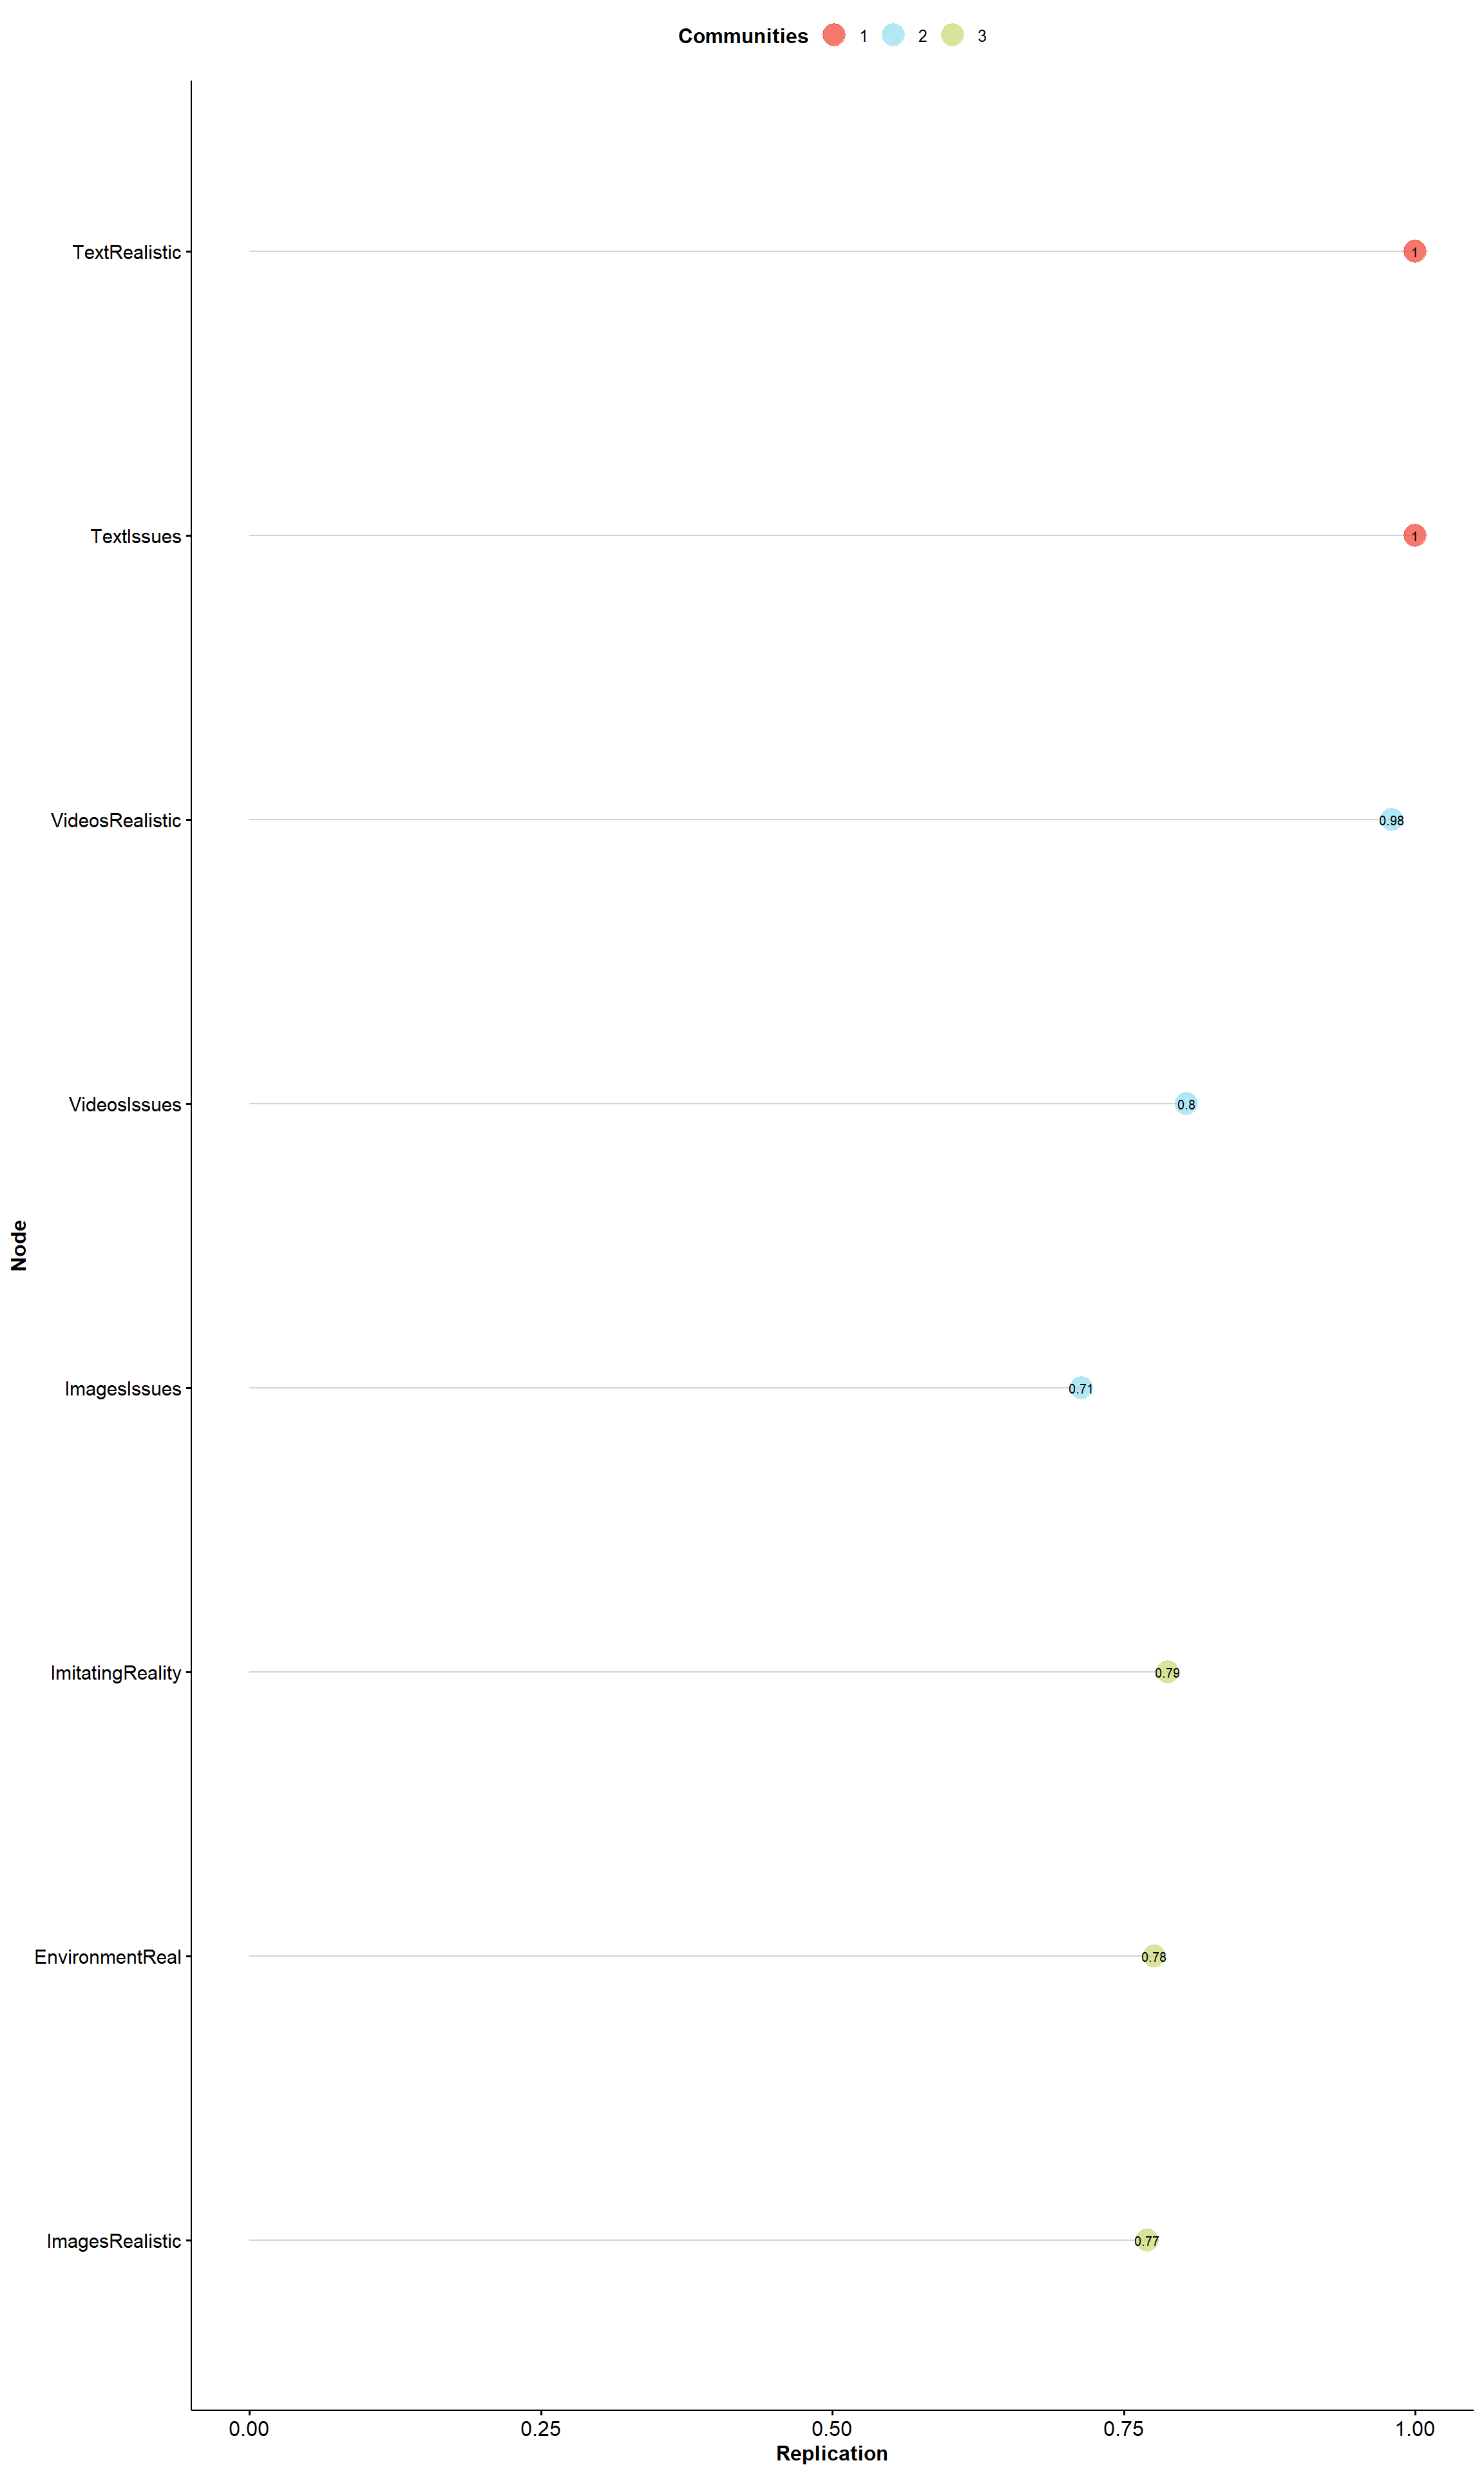 Communities 1 2 3
TextRealistic 1
TextIssues 1
VideosRealistic 0.98
VideosIssues 0.8
Node
ImagesIssues 0.71
ImitatingReality 0.79
EnvironmentReal 0.78
ImagesRealistic 0.77
0.00 0.25 0.50 0.75 1.00
Replication